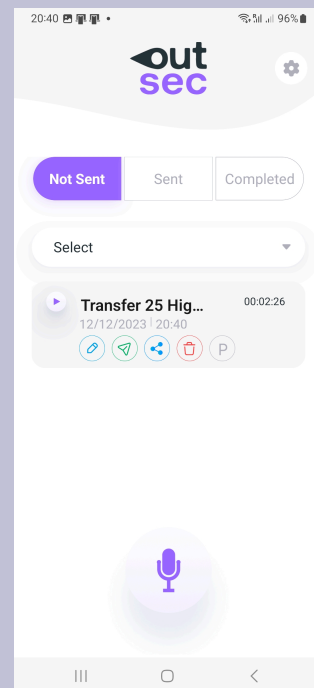 20:40 96%
out
sec
Not Sent Sent Completed
Select
Transfer 25 Hig... 00:02:26
12/12/2023 20:40
P